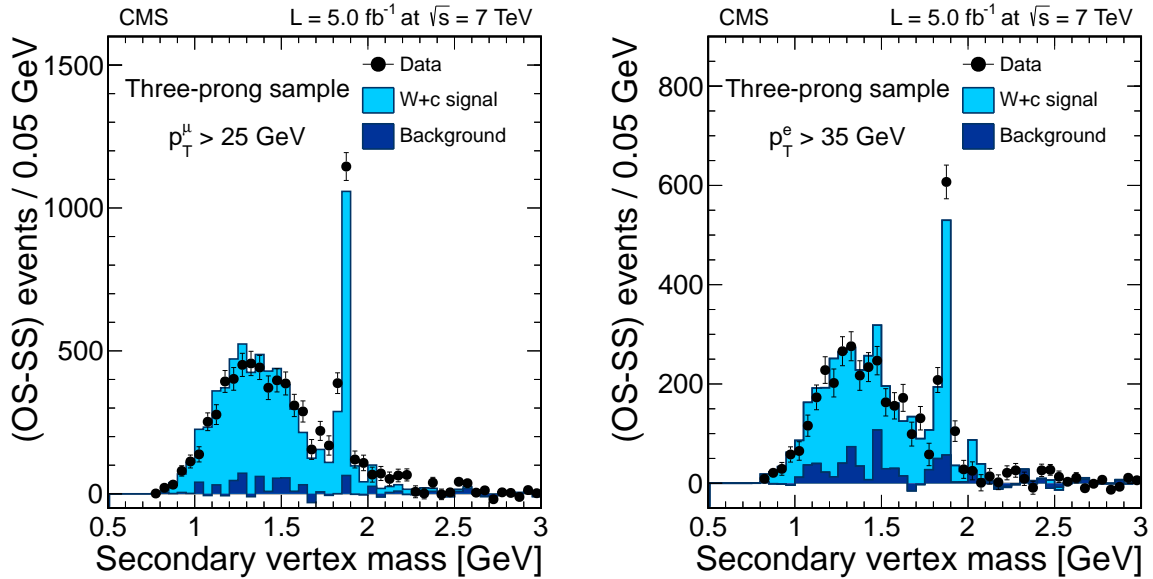 CMS L = 5.0 fb⁻¹ at √s = 7 TeV
(OS-SS) events / 0.05 GeV
1500
1000
500
0
Three-prong sample
p_T^μ > 25 GeV
Data
W+c signal
Background
0.5 1 1.5 2 2.5 3
Secondary vertex mass [GeV]
CMS L = 5.0 fb⁻¹ at √s = 7 TeV
(OS-SS) events / 0.05 GeV
800
600
400
200
0
Three-prong sample
p_T^e > 35 GeV
Data
W+c signal
Background
0.5 1 1.5 2 2.5 3
Secondary vertex mass [GeV]